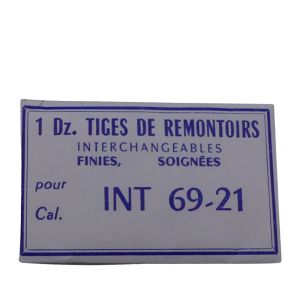 1 Dz. TIGES DE REMONTOIRS
INTERCHANGEABLES
FINIES, SOIGNÉES
pour
Cal. INT 69-21